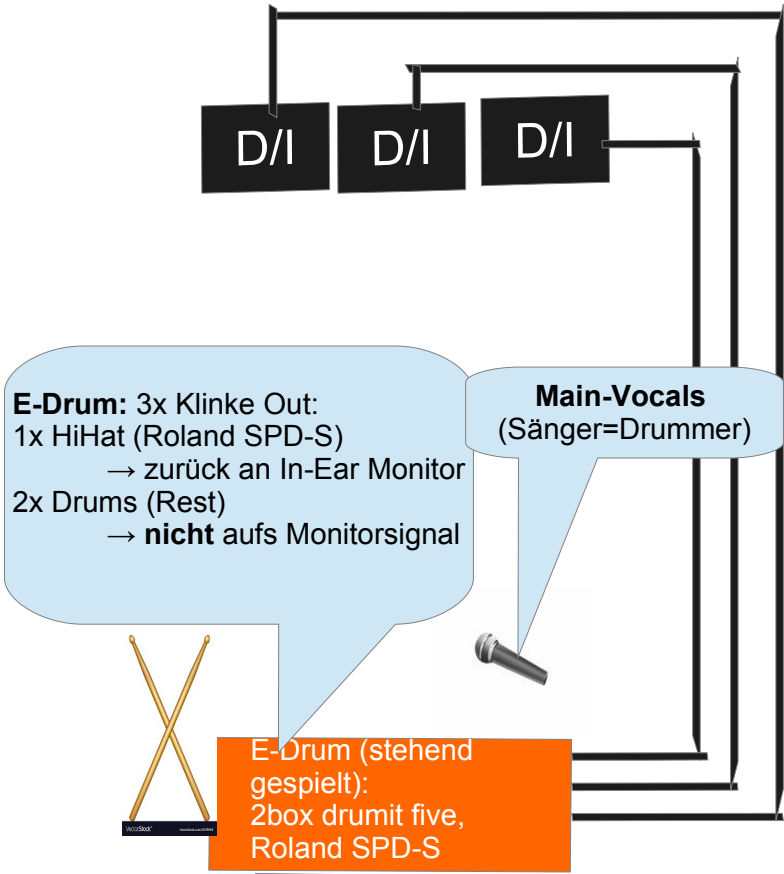 D/I
D/I
D/I
E-Drum: 3x Klinke Out:
1x HiHat (Roland SPD-S)
→ zurück an In-Ear Monitor
2x Drums (Rest)
→ nicht aufs Monitorsignal
Main-Vocals
(Sänger=Drummer)
E-Drum (stehend
gespielt):
2box drumit five,
Roland SPD-S
VectorStock®